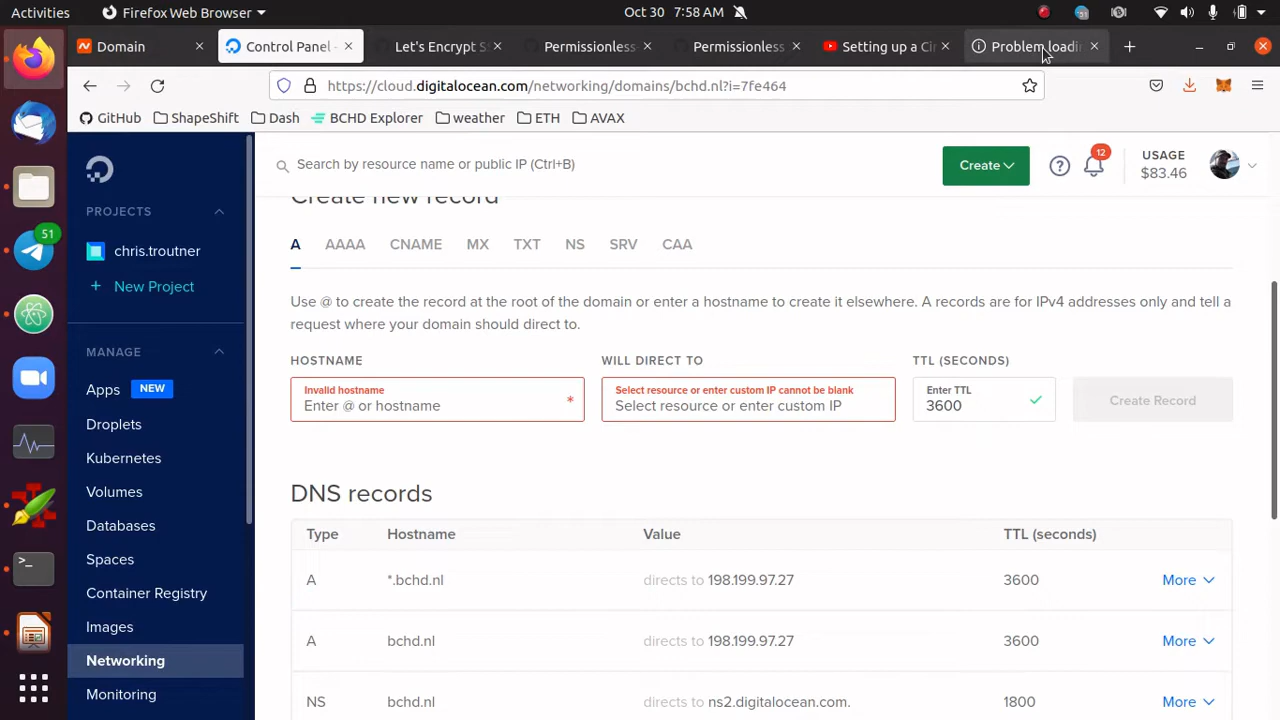 Activities
Firefox Web Browser
Oct 30 7:58 AM
Domain
Control Panel -
Let's Encrypt S
Permissionless-
Permissionless
Setting up a Cir
Problem loadin
https://cloud.digitalocean.com/networking/domains/bchd.nl?i=7fe464
GitHub
ShapeShift
Dash
BCHD Explorer
weather
ETH
AVAX
51
Search by resource name or public IP (Ctrl+B)
Create
12
USAGE
$83.46
PROJECTS
chris.troutner
+ New Project
MANAGE
Apps NEW
Droplets
Kubernetes
Volumes
Databases
Spaces
Container Registry
Images
Networking
Monitoring
Create new record
A AAAA CNAME MX TXT NS SRV CAA
Use @ to create the record at the root of the domain or enter a hostname to create it elsewhere. A records are for IPv4 addresses only and tell a
request where your domain should direct to.
HOSTNAME
Invalid hostname
Enter @ or hostname *
WILL DIRECT TO
Select resource or enter custom IP cannot be blank
Select resource or enter custom IP
TTL (SECONDS)
Enter TTL
3600
Create Record
DNS records
Type Hostname Value TTL (seconds)
A *.bchd.nl directs to 198.199.97.27 3600 More
A bchd.nl directs to 198.199.97.27 3600 More
NS bchd.nl directs to ns2.digitalocean.com. 1800 More